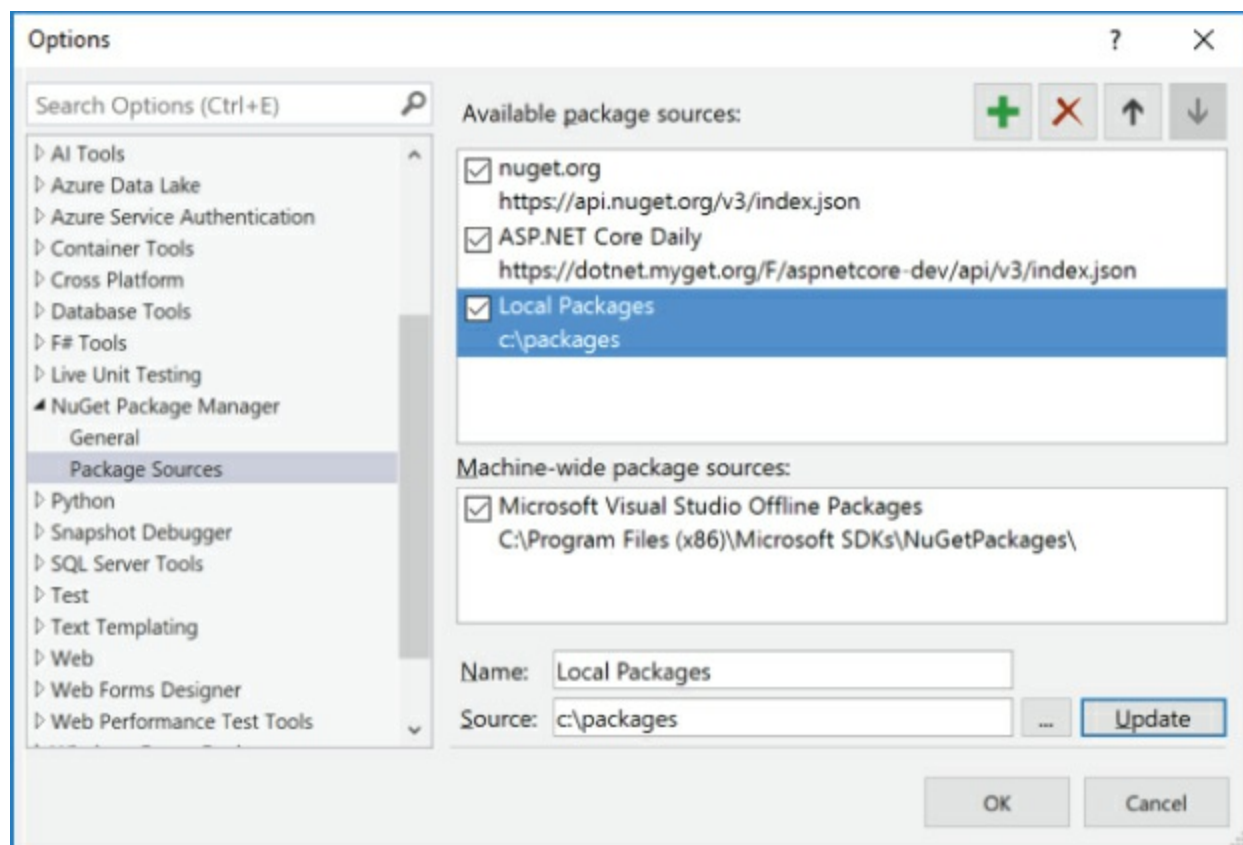 Options
?
Search Options (Ctrl+E)
AI Tools
Azure Data Lake
Azure Service Authentication
Container Tools
Cross Platform
Database Tools
F# Tools
Live Unit Testing
NuGet Package Manager
General
Package Sources
Python
Snapshot Debugger
SQL Server Tools
Test
Text Templating
Web
Web Forms Designer
Web Performance Test Tools
Available package sources:
nuget.org
https://api.nuget.org/v3/index.json
ASP.NET Core Daily
https://dotnet.myget.org/F/aspnetcore-dev/api/v3/index.json
Local Packages
c:\packages
Machine-wide package sources:
Microsoft Visual Studio Offline Packages
C:\Program Files (x86)\Microsoft SDKs\NuGetPackages\
Name: Local Packages
Source: c:\packages ... Update
OK Cancel